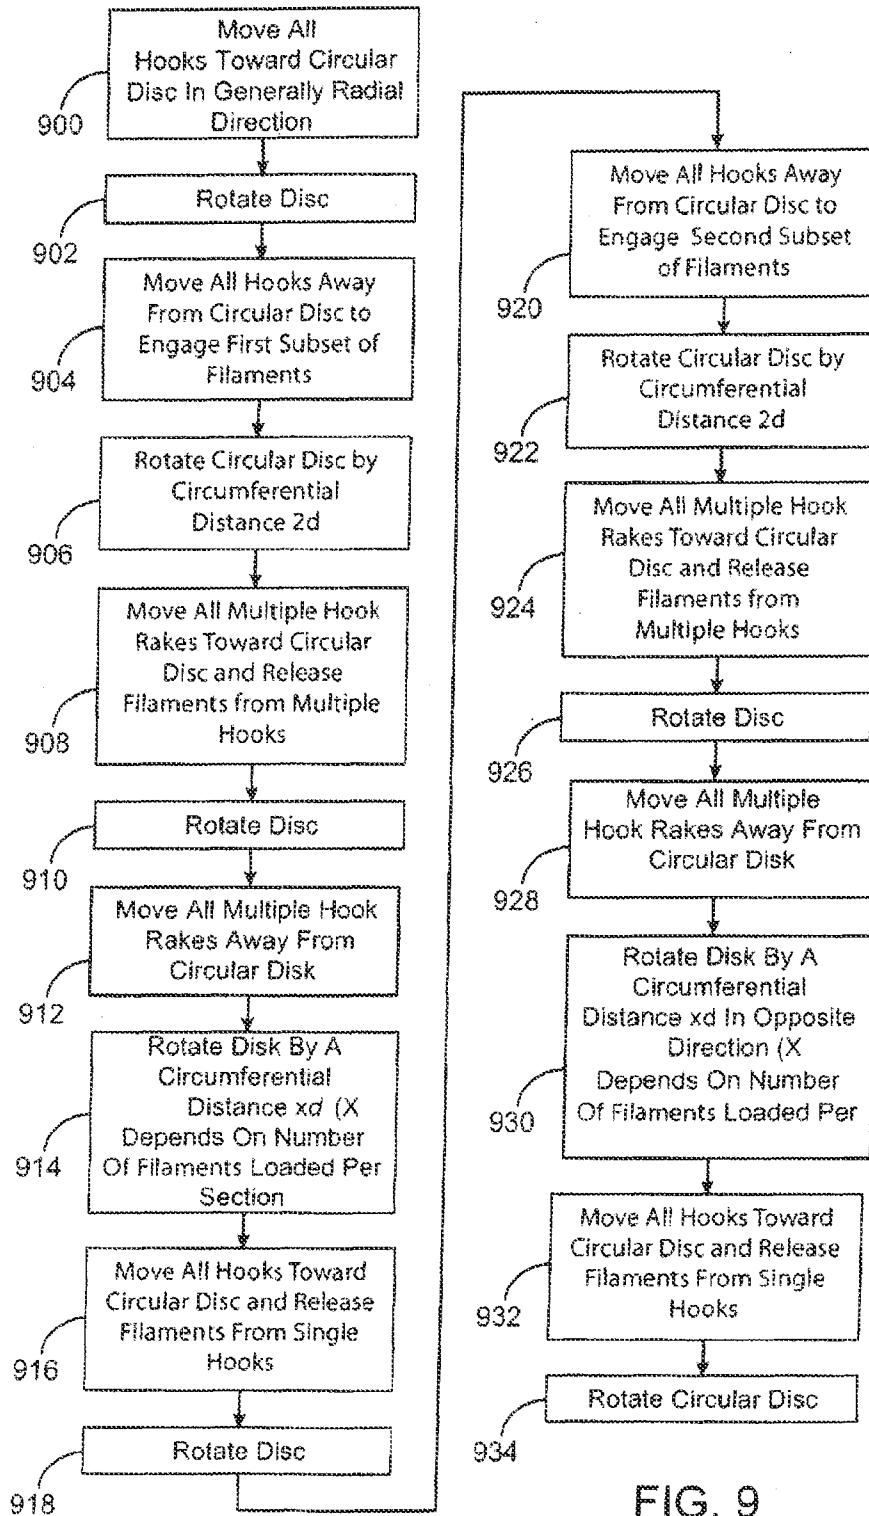 Move All
Hooks Toward Circular
Disc In Generally Radial
Direction
900
Rotate Disc
902
Move All Hooks Away
From Circular Disc to
Engage First Subset of
Filaments
904
Rotate Circular Disc by
Circumferential
Distance 2d
906
Move All Multiple Hook
Rakes Toward Circular
Disc and Release
Filaments from Multiple
Hooks
908
Rotate Disc
910
Move All Multiple Hook
Rakes Away From
Circular Disk
912
Rotate Disk By A
Circumferential
Distance xd (X
Depends On Number
Of Filaments Loaded Per
Section
914
Move All Hooks Toward
Circular Disc and Release
Filaments From Single
Hooks
916
Rotate Disc
918
Move All Hooks Away
From Circular Disc to
Engage Second Subset
of Filaments
920
Rotate Circular Disc by
Circumferential
Distance 2d
922
Move All Multiple Hook
Rakes Toward Circular
Disc and Release
Filaments from
Multiple Hooks
924
Rotate Disc
926
Move All Multiple
Hook Rakes Away From
Circular Disk
928
Rotate Disk By A
Circumferential
Distance xd In Opposite
Direction (X
Depends On Number
Of Filaments Loaded Per
930
Move All Hooks Toward
Circular Disc and Release
Filaments From Single
Hooks
932
Rotate Circular Disc
934
FIG. 9